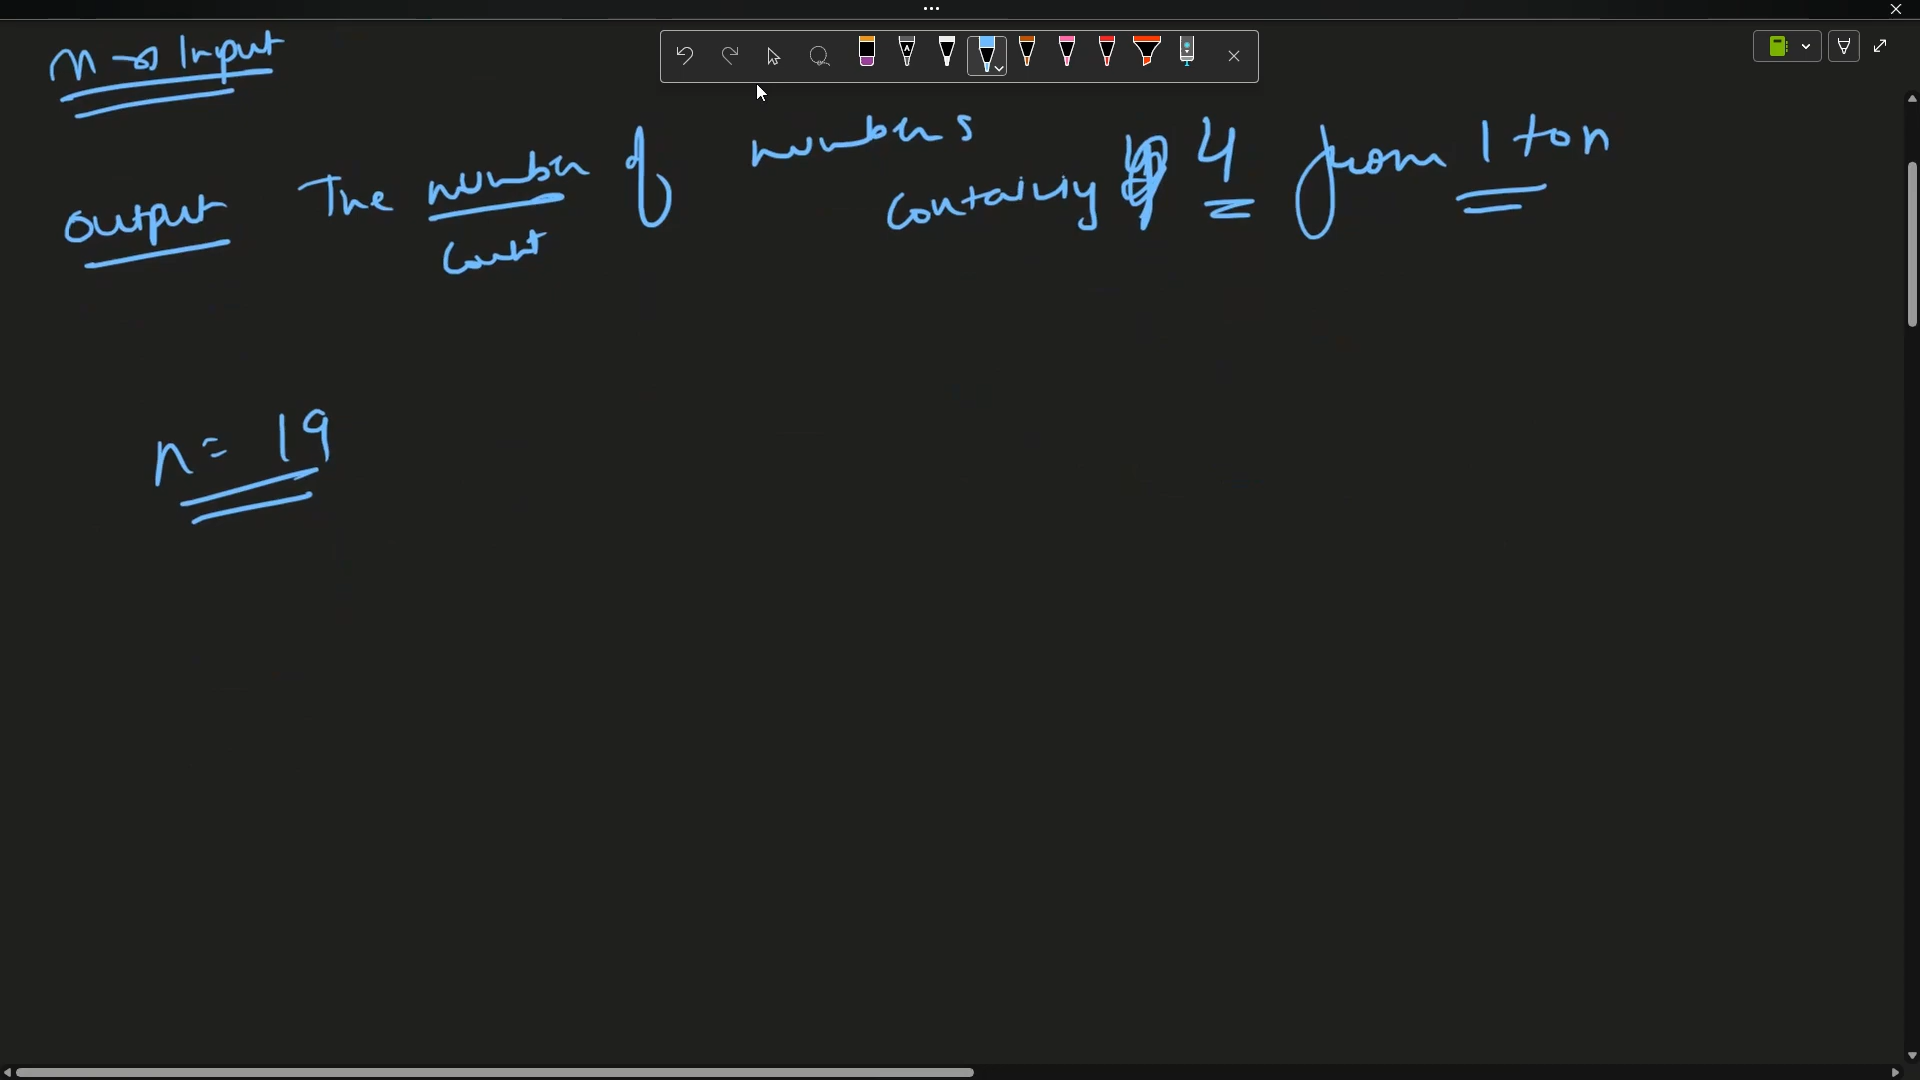 n → Input
Output The number of numbers containing 4 from 1 to n
Count
n = 19